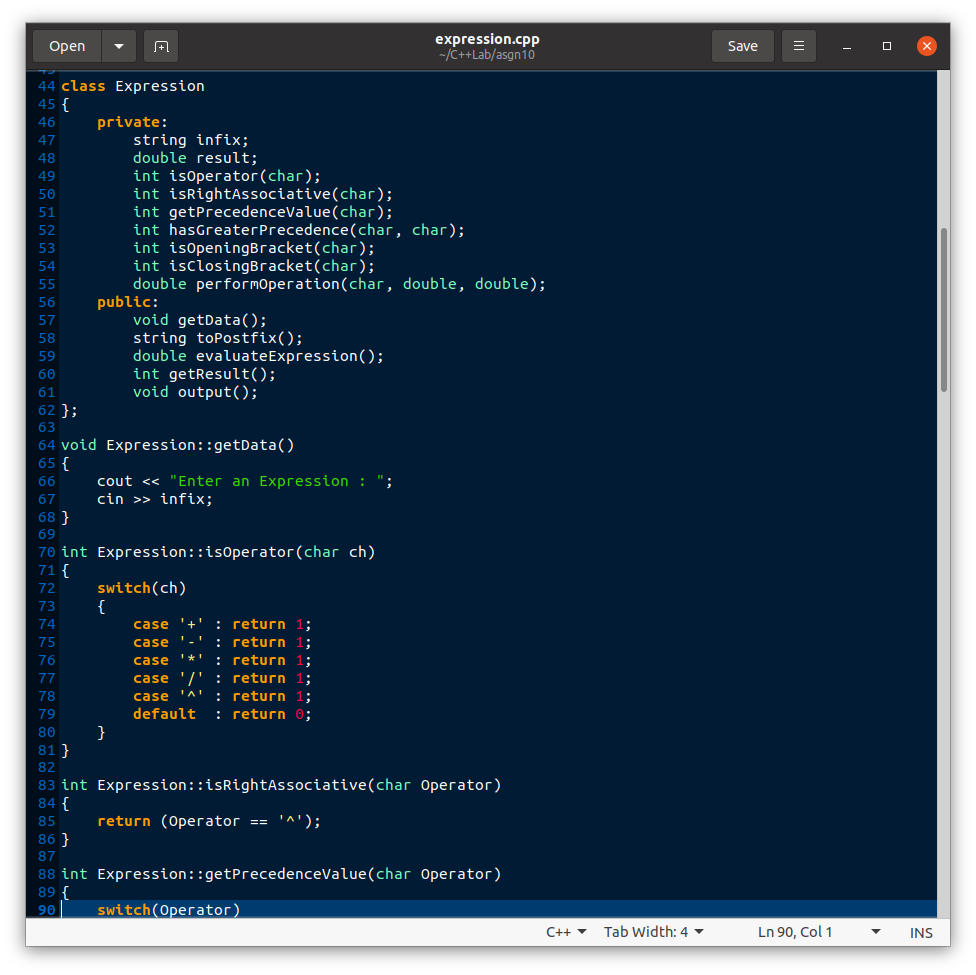 Open
expression.cpp
~/C++Lab/asgn10
Save
44 class Expression
45 {
46     private:
47         string infix;
48         double result;
49         int isOperator(char);
50         int isRightAssociative(char);
51         int getPrecedenceValue(char);
52         int hasGreaterPrecedence(char, char);
53         int isOpeningBracket(char);
54         int isClosingBracket(char);
55         double performOperation(char, double, double);
56     public:
57         void getData();
58         string toPostfix();
59         double evaluateExpression();
60         int getResult();
61         void output();
62 };
63
64 void Expression::getData()
65 {
66     cout << "Enter an Expression : ";
67     cin >> infix;
68 }
69
70 int Expression::isOperator(char ch)
71 {
72     switch(ch)
73     {
74         case '+' : return 1;
75         case '-' : return 1;
76         case '*' : return 1;
77         case '/' : return 1;
78         case '^' : return 1;
79         default  : return 0;
80     }
81 }
82
83 int Expression::isRightAssociative(char Operator)
84 {
85     return (Operator == '^');
86 }
87
88 int Expression::getPrecedenceValue(char Operator)
89 {
90     switch(Operator)
C++ Tab Width: 4 Ln 90, Col 1 INS